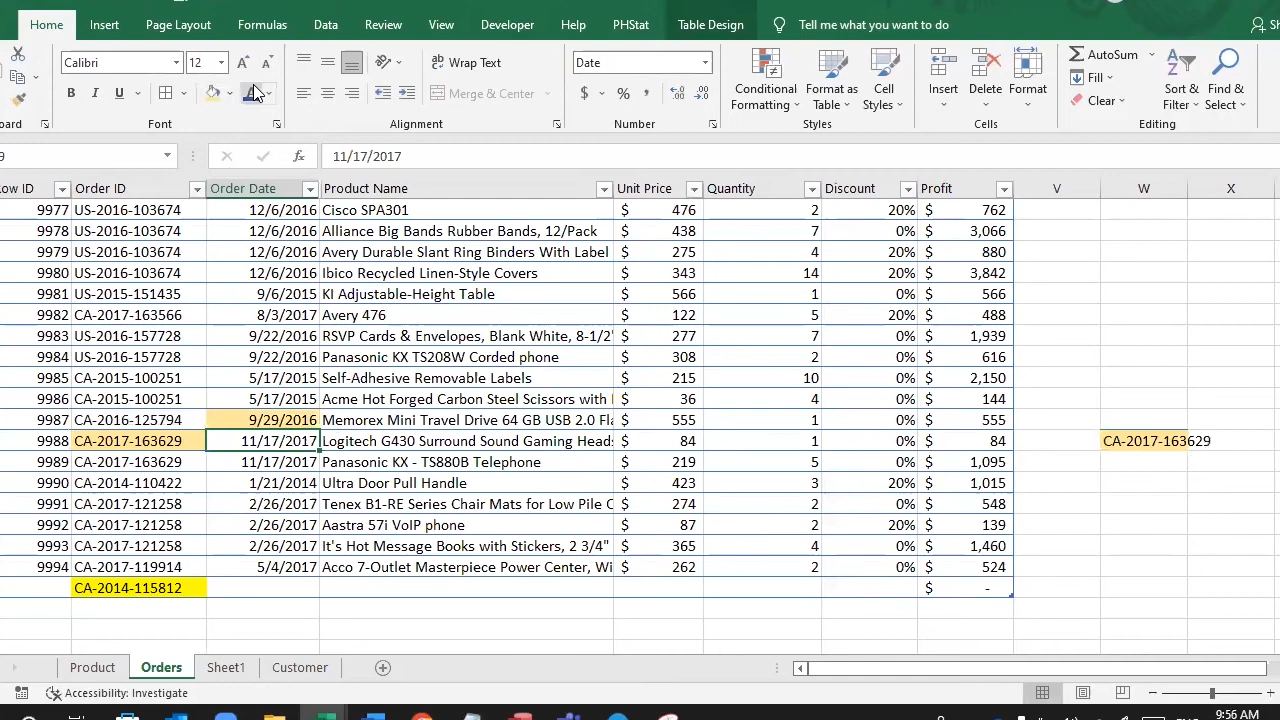 Home Insert Page Layout Formulas Data Review View Developer Help PHStat Table Design Tell me what you want to do
Calibri 12 Wrap Text Date AutoSum
B I U Merge & Center $ % Conditional Formatting Format as Table Cell Styles Insert Delete Format Fill Clear Sort & Filter Find & Select
Font Alignment Number Styles Cells Editing
fx 11/17/2017
Order ID Order Date Product Name Unit Price Quantity Discount Profit V W X
9977 US-2016-103674 12/6/2016 Cisco SPA301 $ 476 2 20% $ 762
9978 US-2016-103674 12/6/2016 Alliance Big Bands Rubber Bands, 12/Pack $ 438 7 0% $ 3,066
9979 US-2016-103674 12/6/2016 Avery Durable Slant Ring Binders With Label $ 275 4 20% $ 880
9980 US-2016-103674 12/6/2016 Ibico Recycled Linen-Style Covers $ 343 14 20% $ 3,842
9981 US-2015-151435 9/6/2015 KI Adjustable-Height Table $ 566 1 0% $ 566
9982 CA-2017-163566 8/3/2017 Avery 476 $ 122 5 20% $ 488
9983 US-2016-157728 9/22/2016 RSVP Cards & Envelopes, Blank White, 8-1/2" $ 277 7 0% $ 1,939
9984 US-2016-157728 9/22/2016 Panasonic KX TS208W Corded phone $ 308 2 0% $ 616
9985 CA-2015-100251 5/17/2015 Self-Adhesive Removable Labels $ 215 10 0% $ 2,150
9986 CA-2015-100251 5/17/2015 Acme Hot Forged Carbon Steel Scissors with $ 36 4 0% $ 144
9987 CA-2016-125794 9/29/2016 Memorex Mini Travel Drive 64 GB USB 2.0 Fl $ 555 1 0% $ 555
9988 CA-2017-163629 11/17/2017 Logitech G430 Surround Sound Gaming Head $ 84 1 0% $ 84 CA-2017-163629
9989 CA-2017-163629 11/17/2017 Panasonic KX - TS880B Telephone $ 219 5 0% $ 1,095
9990 CA-2014-110422 1/21/2014 Ultra Door Pull Handle $ 423 3 20% $ 1,015
9991 CA-2017-121258 2/26/2017 Tenex B1-RE Series Chair Mats for Low Pile $ 274 2 0% $ 548
9992 CA-2017-121258 2/26/2017 Aastra 57i VoIP phone $ 87 2 20% $ 139
9993 CA-2017-121258 2/26/2017 It's Hot Message Books with Stickers, 2 3/4" $ 365 4 0% $ 1,460
9994 CA-2017-119914 5/4/2017 Acco 7-Outlet Masterpiece Power Center, Wi $ 262 2 0% $ 524
CA-2014-115812 $ -
Product Orders Sheet1 Customer
Accessibility: Investigate
9:56 AM